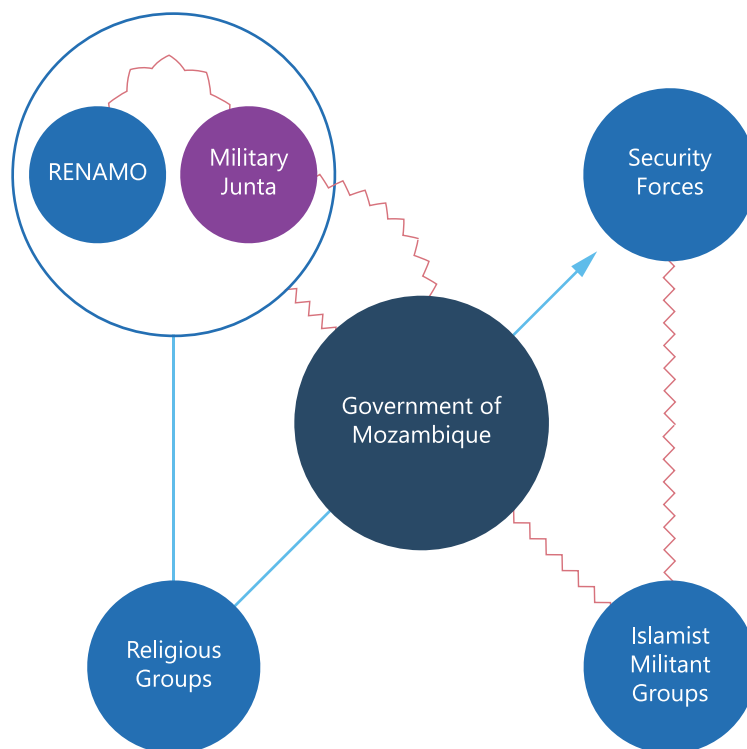 RENAMO
Military
Junta
Security
Forces
Government of
Mozambique
Religious
Groups
Islamist
Militant
Groups